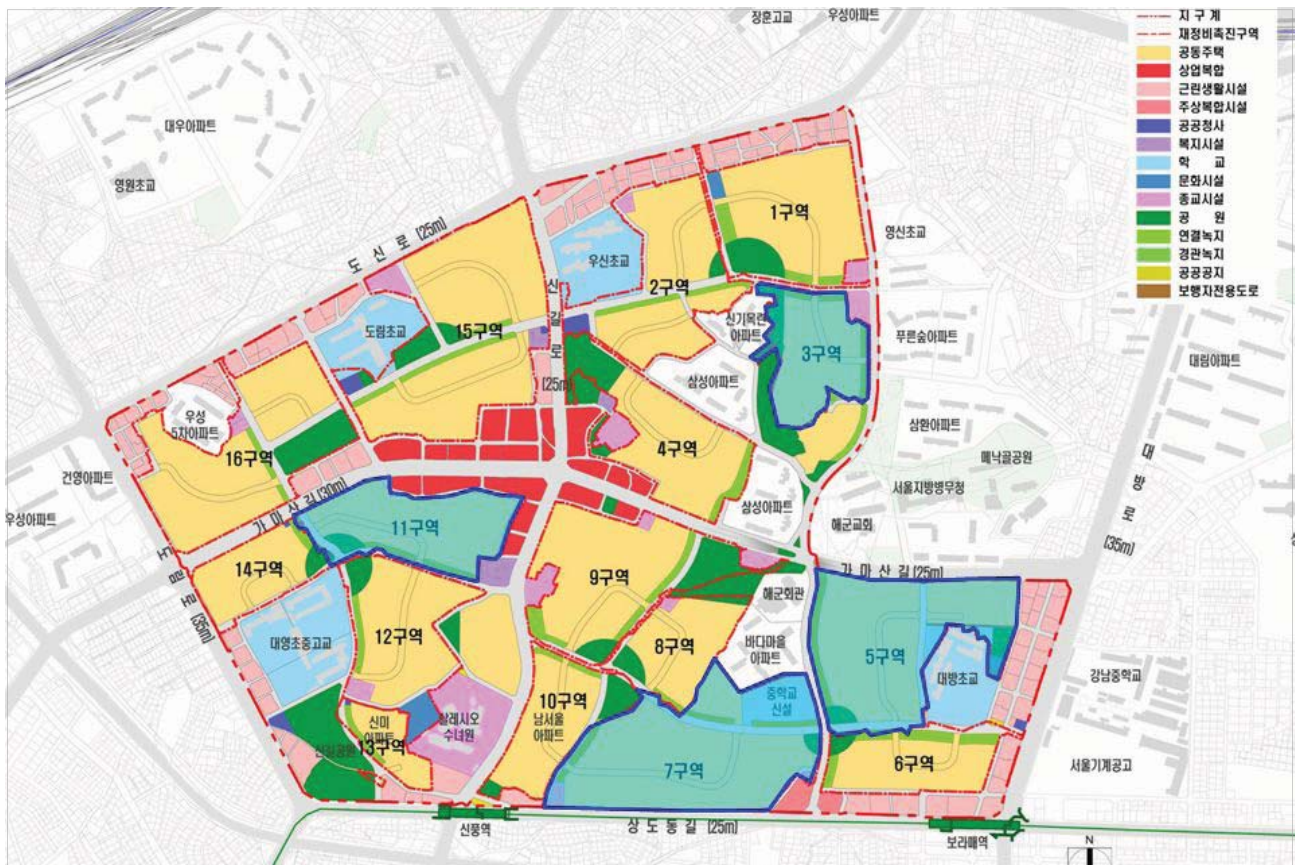 장훈고교
우성아파트
지 구 계
재정비촉진구역
공동주택
상업복합
근린생활시설
주상복합시설
공공청사
복지시설
학 교
문화시설
종교시설
공 원
연결녹지
경관녹지
공공공지
보행자전용도로
대우아파트
영원초교
도 신 로 (25m)
1구역
영신초교
우신초교
2구역
신 길 로
(25m)
신기목련
아파트
3구역
푸른숲아파트
대림아파트
도림초교
15구역
삼성아파트
우성
5차아파트
4구역
삼환아파트
메낙골공원
대 방 로
(35m)
16구역
건영아파트
서울지방병무청
우성아파트
가 마 산 길 (30m)
11구역
삼성아파트
해군교회
도 림 로 (35m)
14구역
9구역
가 마 산 길 (25m)
해군회관
대영초중고교
12구역
8구역
바다마을
아파트
5구역
대방초교
강남중학교
10구역
남서울
아파트
중학교
신설
신미
아파트
살레시오
수녀원
신길공원
13구역
7구역
6구역
서울기계공고
신풍역
상 도 동 길 (25m)
보라매역
N